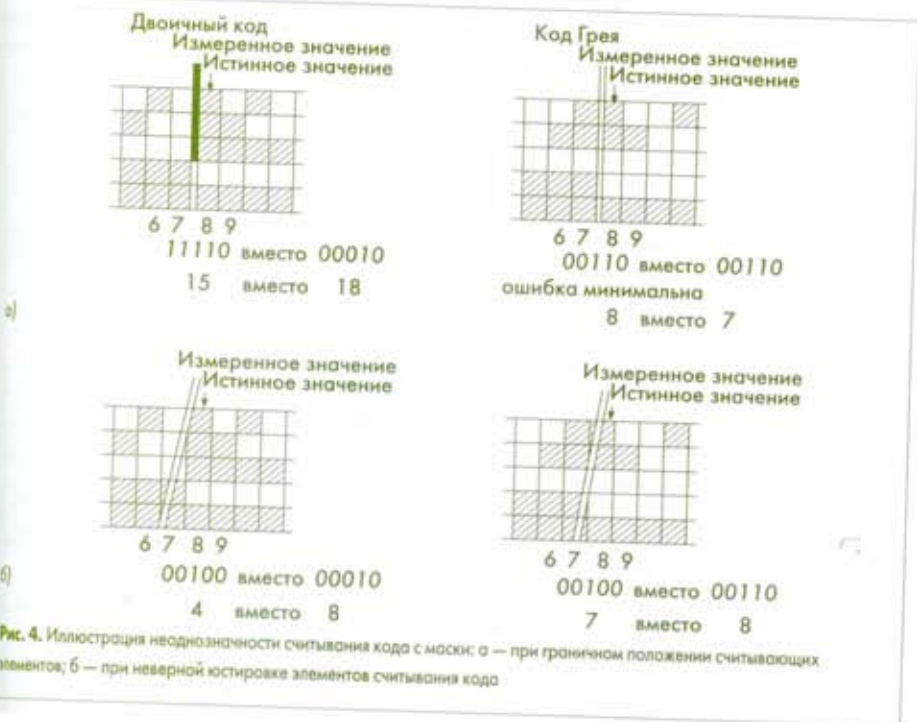 Двоичный код
Измеренное значение
Истинное значение
6 7 8 9
11110 вместо 00010
15 вместо 18
Код Грея
Измеренное значение
Истинное значение
6 7 8 9
00110 вместо 00110
ошибка минимальна
8 вместо 7
а)
Измеренное значение
Истинное значение
6 7 8 9
00100 вместо 00010
4 вместо 8
Измеренное значение
Истинное значение
6 7 8 9
00100 вместо 00110
7 вместо 8
б)
Рис. 4. Иллюстрация неоднозначности считывания кода с маски: а — при граничном положении считывающих
элементов; б — при неверной юстировке элементов считывания кода